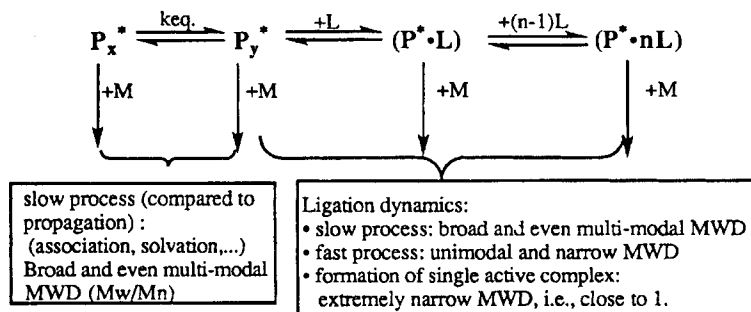 keq. +L +(n-1)L
Pₓ* Pᵧ* (P*·L) (P*·nL)
+M +M +M +M
slow process (compared to
propagation) :
(association, solvation,...)
Broad and even multi-modal
MWD (Mw/Mn)
Ligation dynamics:
• slow process: broad and even multi-modal MWD
• fast process: unimodal and narrow MWD
• formation of single active complex:
extremely narrow MWD, i.e., close to 1.